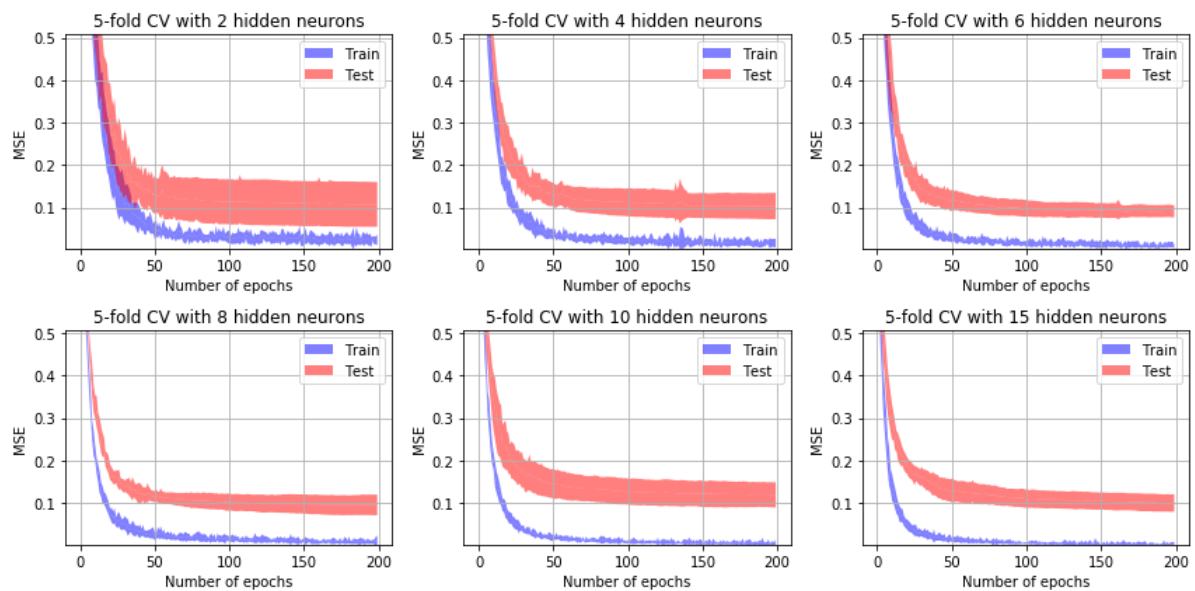 5-fold CV with 2 hidden neurons
0.5
0.4
0.3
0.2
0.1
MSE
Train
Test
0 50 100 150 200
Number of epochs
5-fold CV with 4 hidden neurons
0.5
0.4
0.3
0.2
0.1
MSE
Train
Test
0 50 100 150 200
Number of epochs
5-fold CV with 6 hidden neurons
0.5
0.4
0.3
0.2
0.1
MSE
Train
Test
0 50 100 150 200
Number of epochs
5-fold CV with 8 hidden neurons
0.5
0.4
0.3
0.2
0.1
MSE
Train
Test
0 50 100 150 200
Number of epochs
5-fold CV with 10 hidden neurons
0.5
0.4
0.3
0.2
0.1
MSE
Train
Test
0 50 100 150 200
Number of epochs
5-fold CV with 15 hidden neurons
0.5
0.4
0.3
0.2
0.1
MSE
Train
Test
0 50 100 150 200
Number of epochs